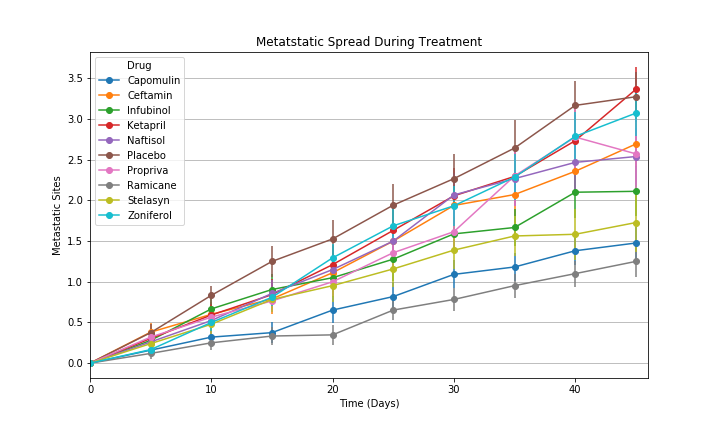 Metatstatic Spread During Treatment
Drug
Capomulin
Ceftamin
Infubinol
Ketapril
Naftisol
Placebo
Propriva
Ramicane
Stelasyn
Zoniferol
Metastatic Sites
3.5
3.0
2.5
2.0
1.5
1.0
0.5
0.0
0 10 20 30 40
Time (Days)